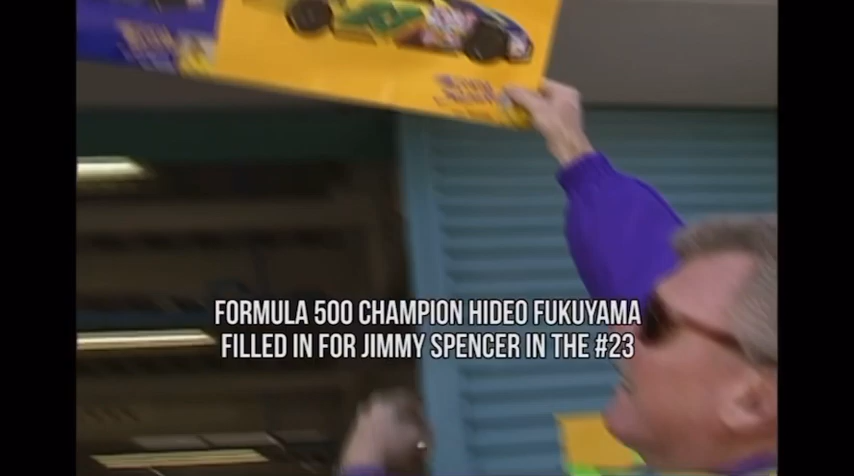 FORMULA 500 CHAMPION HIDEO FUKUYAMA
FILLED IN FOR JIMMY SPENCER IN THE #23